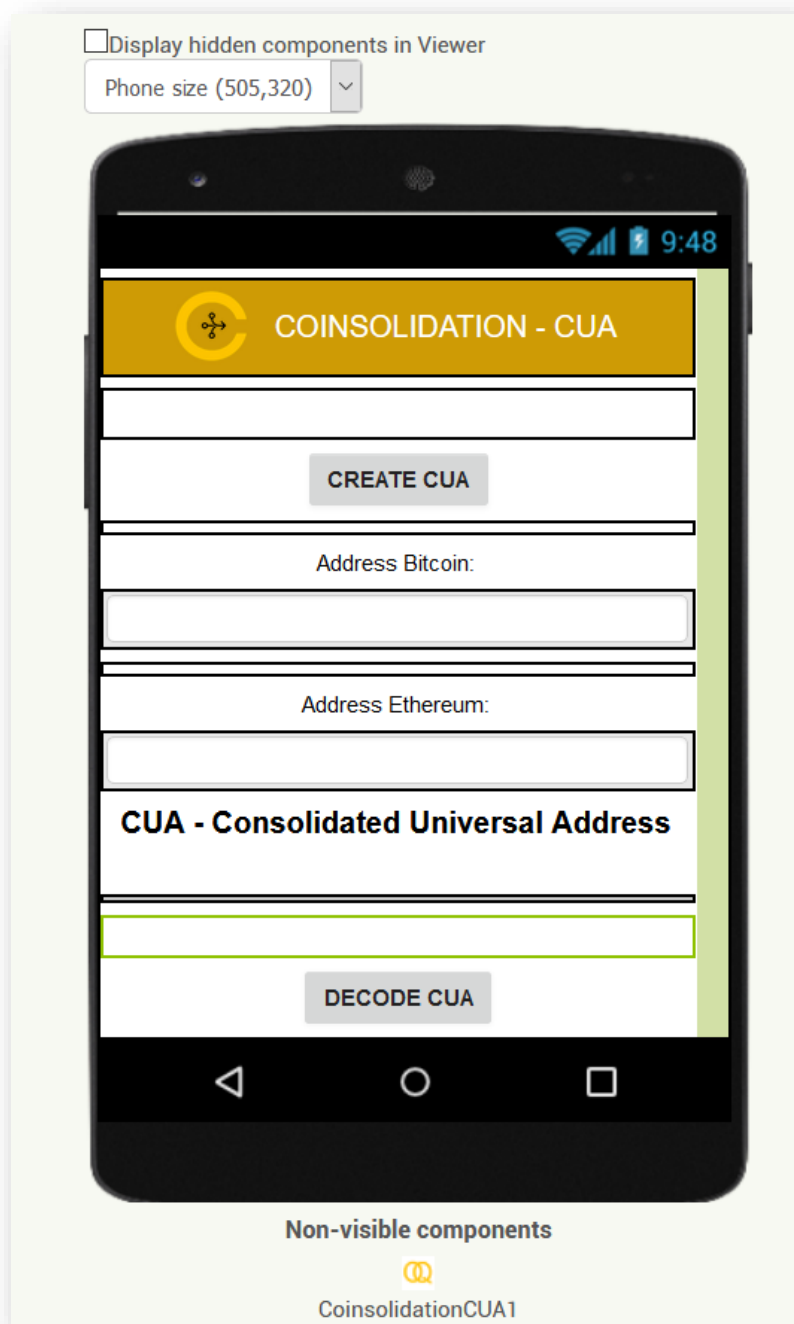 Display hidden components in Viewer
Phone size (505,320)
9:48
COINSOLIDATION - CUA
CREATE CUA
Address Bitcoin:
Address Ethereum:
CUA - Consolidated Universal Address
DECODE CUA
Non-visible components
CoinsolidationCUA1